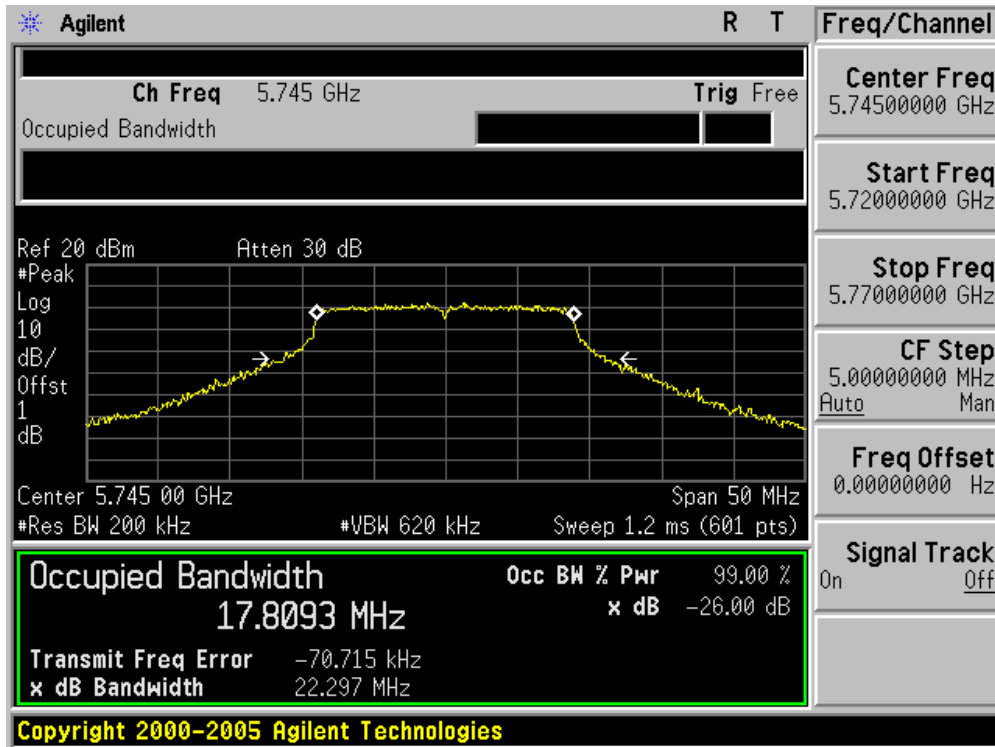 Agilent R T
Ch Freq 5.745 GHz Trig Free
Occupied Bandwidth
Ref 20 dBm Atten 30 dB
#Peak
Log
10
dB/
Offst
1
dB
Center 5.745 00 GHz Span 50 MHz
#Res BW 200 kHz #VBW 620 kHz Sweep 1.2 ms (601 pts)
Occupied Bandwidth Occ BW % Pwr 99.00 %
17.8093 MHz x dB -26.00 dB
Transmit Freq Error -70.715 kHz
x dB Bandwidth 22.297 MHz
Copyright 2000-2005 Agilent Technologies
Freq/Channel
Center Freq
5.74500000 GHz
Start Freq
5.72000000 GHz
Stop Freq
5.77000000 GHz
CF Step
5.00000000 MHz
Auto Man
Freq Offset
0.00000000 Hz
Signal Track
On Off